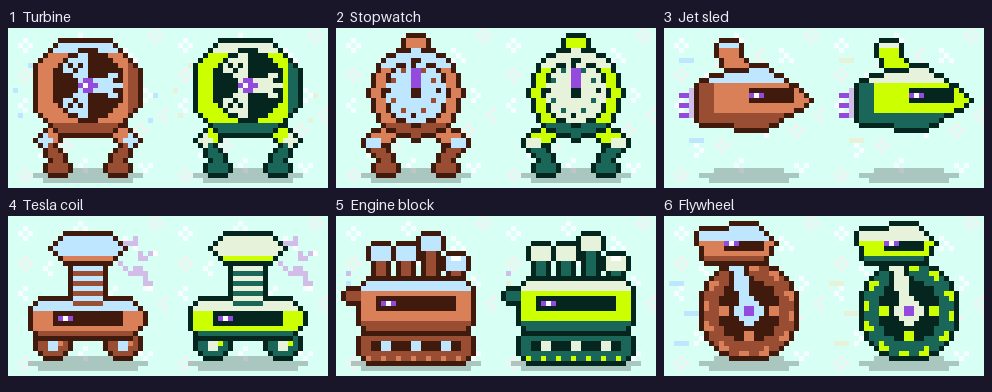 1 Turbine
2 Stopwatch
3 Jet sled
4 Tesla coil
5 Engine block
6 Flywheel